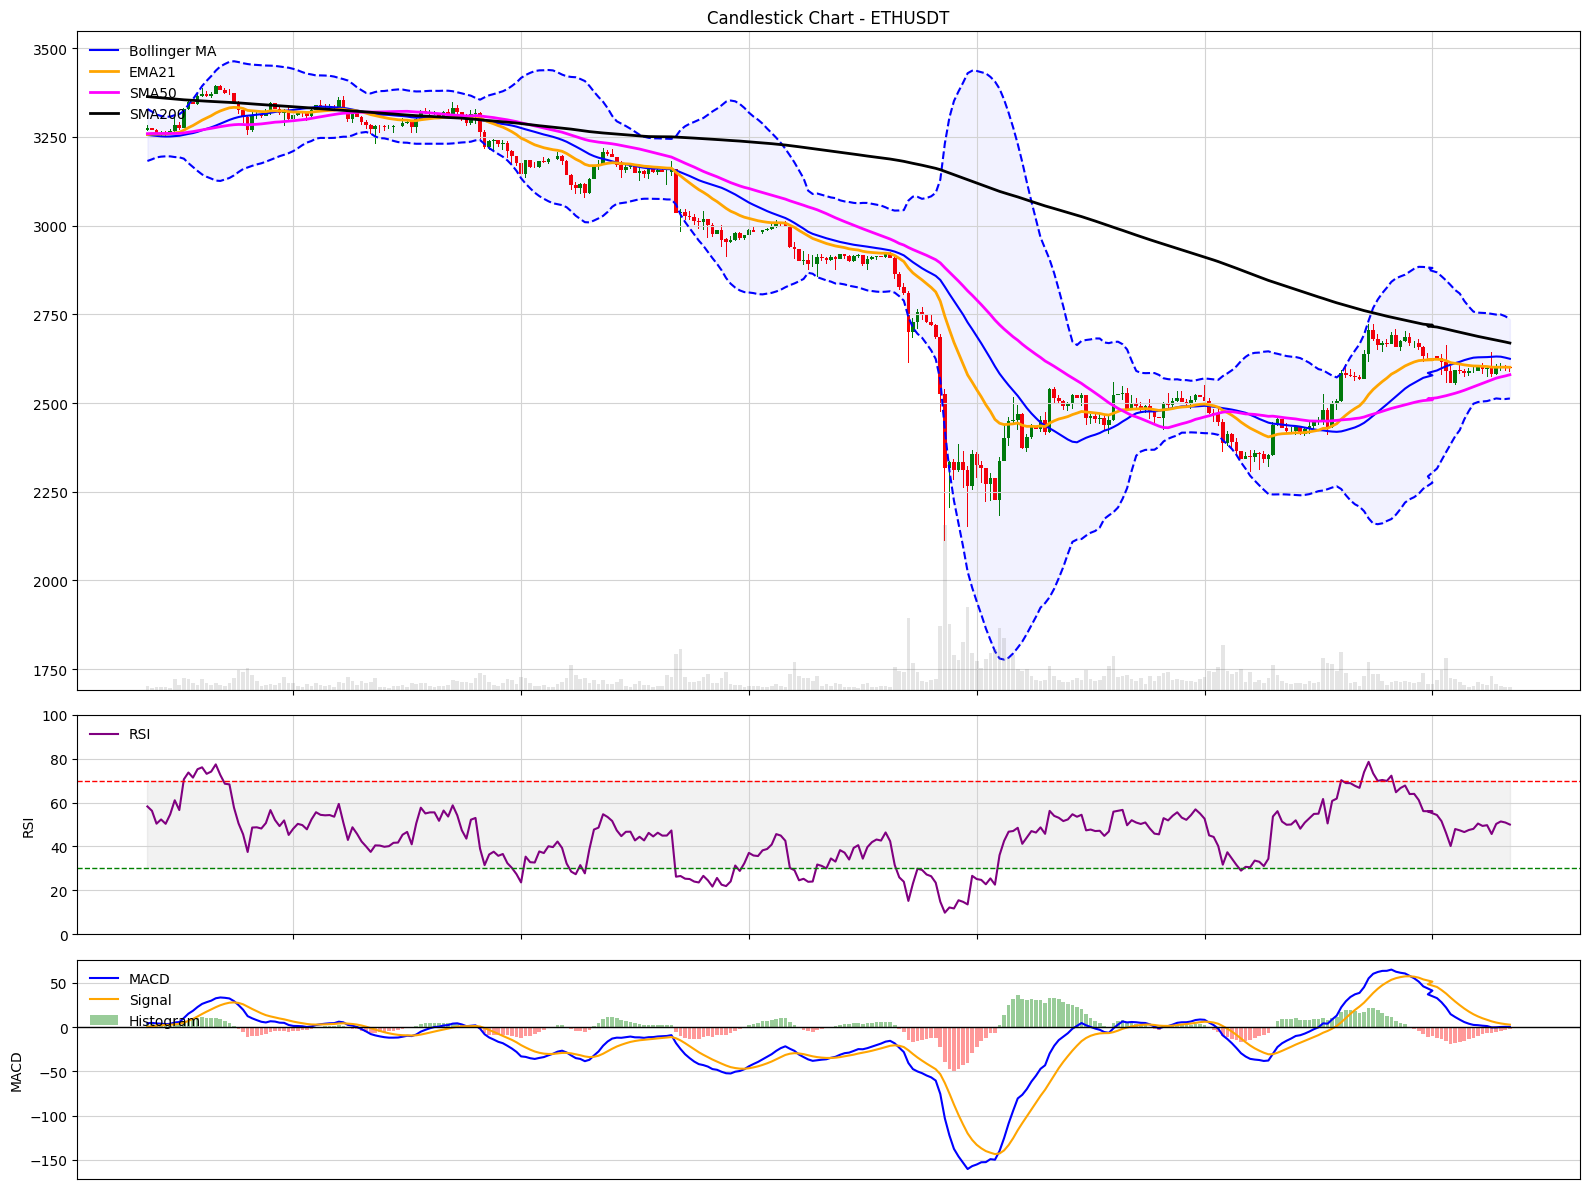 Candlestick Chart - ETHUSDT
3500
3250
3000
2750
2500
2250
2000
1750
Bollinger MA
EMA21
SMA50
SMA200
100
80
60
40
20
0
RSI
RSI
50
0
−50
−100
−150
MACD
MACD
Signal
Histogram